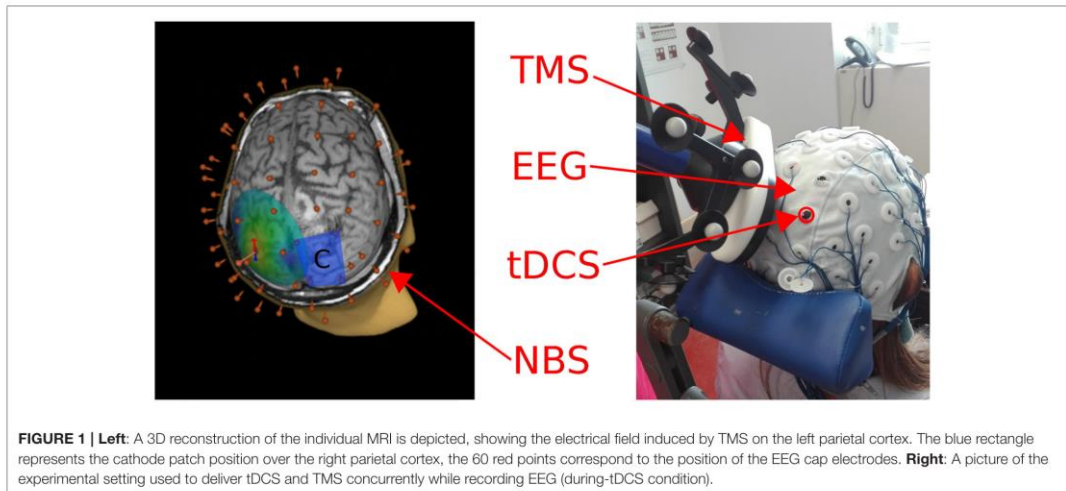 TMS
EEG
tDCS
C
NBS
FIGURE 1 | Left: A 3D reconstruction of the individual MRI is depicted, showing the electrical field induced by TMS on the left parietal cortex. The blue rectangle
represents the cathode patch position over the right parietal cortex, the 60 red points correspond to the position of the EEG cap electrodes. Right: A picture of the
experimental setting used to deliver tDCS and TMS concurrently while recording EEG (during-tDCS condition).